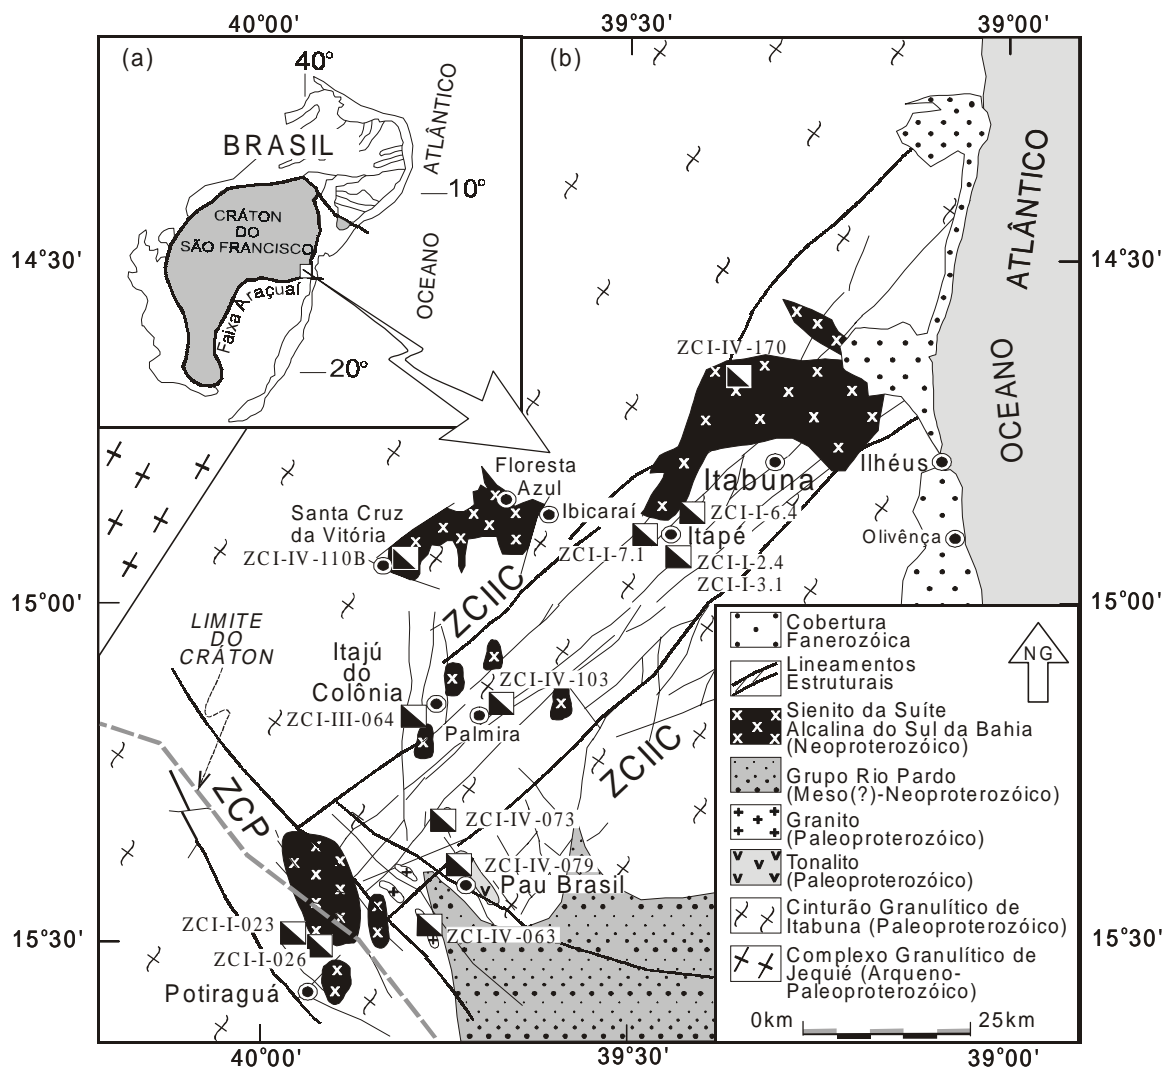 40°00'
39°30'
39°00'
(a)
40°
BRASIL
ATLÂNTICO
10°
CRÁTON
DO
SÃO FRANCISCO
OCEANO
Faixa Araçuaí
20°
(b)
ATLÂNTICO
OCEANO
14°30'
14°30'
ZCI-IV-170
Floresta
Azul
Itabuna
Ilhéus
Santa Cruz
da Vitória
Ibicaraí
ZCI-I-6.4
ZCI-IV-110B
ZCI-I-7.1
Itapé
Olivença
ZCI-I-2.4
ZCI-I-3.1
ZCIIC
15°00'
15°00'
LIMITE
DO
CRÁTON
Itajú
do
Colônia
ZCI-IV-103
ZCI-III-064
Palmira
ZCIIC
ZCP
ZCI-IV-073
ZCI-IV-079
Pau Brasil
ZCI-I-023
ZCI-IV-063
ZCI-I-026
Potiraguá
15°30'
15°30'
NG
Cobertura
Fanerozóica
Lineamentos
Estruturais
Sienito da Suíte
Alcalina do Sul da Bahia
(Neoproterozóico)
Grupo Rio Pardo
(Meso(?)-Neoproterozóico)
Granito
(Paleoproterozóico)
Tonalito
(Paleoproterozóico)
Cinturão Granulítico de
Itabuna (Paleoproterozóico)
Complexo Granulítico de
Jequié (Arqueno-
Paleoproterozóico)
0km
25km
40°00'
39°30'
39°00'